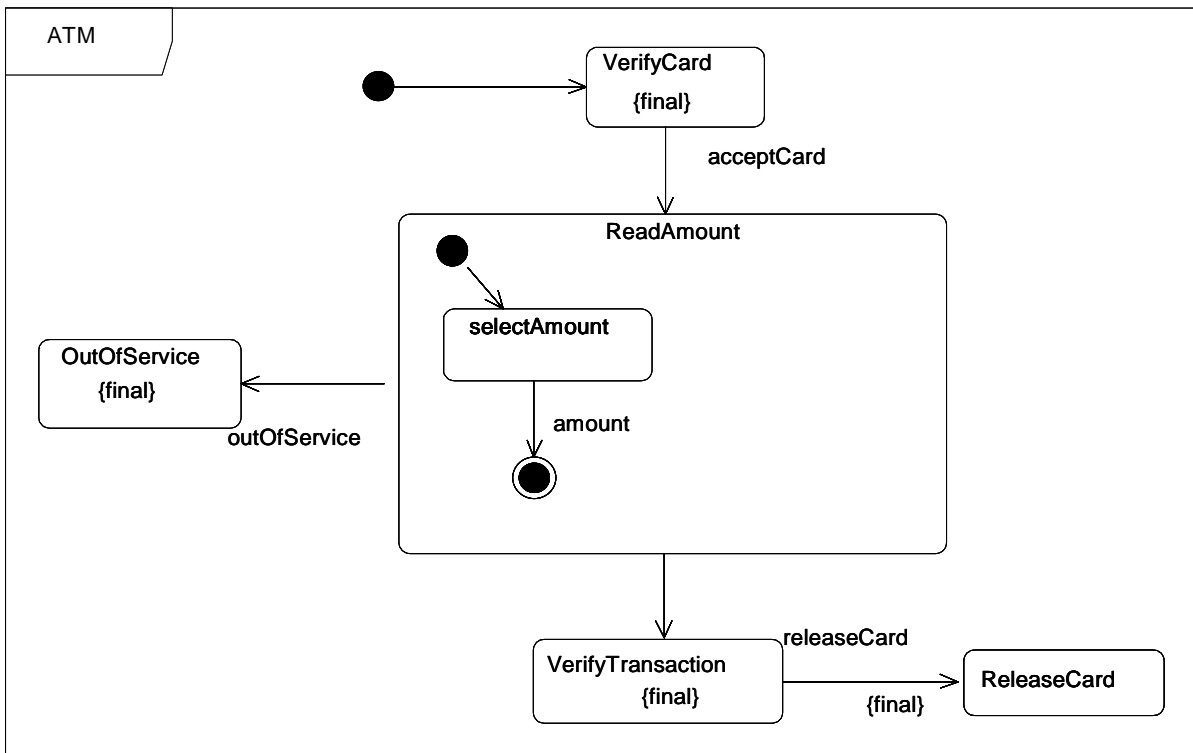 ATM
VerifyCard
{final}
acceptCard
ReadAmount
selectAmount
OutOfService
{final}
amount
outOfService
releaseCard
VerifyTransaction
{final}
ReleaseCard
{final}